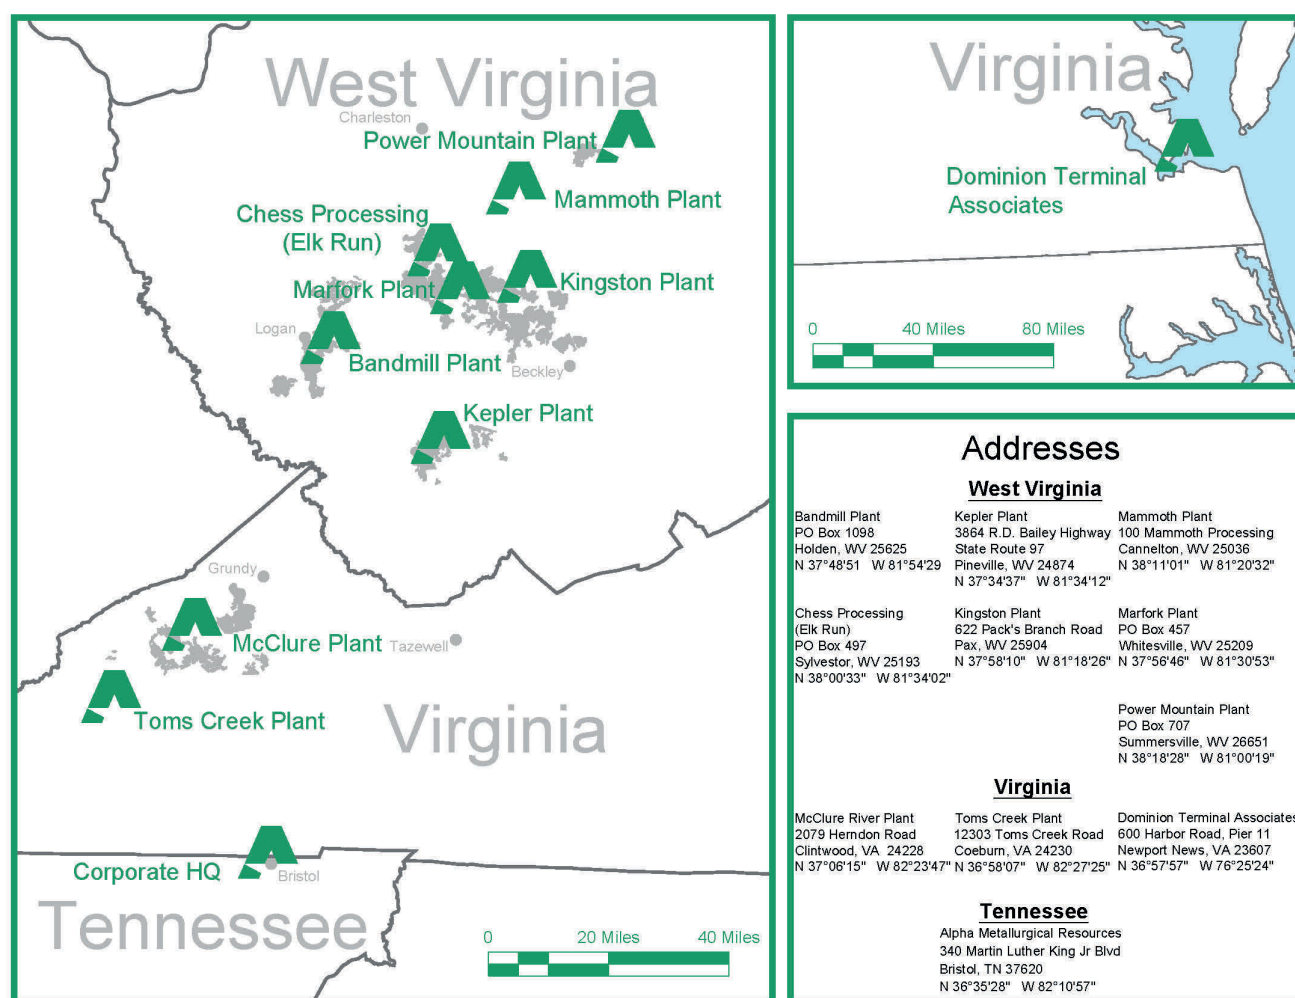 West Virginia
Charleston
Power Mountain Plant
Mammoth Plant
Chess Processing
(Elk Run)
Marfork Plant
Kingston Plant
Logan
Bandmill Plant
Beckley
Kepler Plant
Grundy
McClure Plant
Tazewell
Toms Creek Plant
Virginia
Corporate HQ
Bristol
Tennessee
0 20 Miles 40 Miles
Virginia
Dominion Terminal
Associates
0 40 Miles 80 Miles
Addresses
West Virginia
Bandmill Plant
PO Box 1098
Holden, WV 25625
N 37°48'51 W 81°54'29
Kepler Plant
3864 R.D. Bailey Highway
State Route 97
Pineville, WV 24874
N 37°34'37" W 81°34'12"
Mammoth Plant
100 Mammoth Processing
Cannelton, WV 25036
N 38°11'01" W 81°20'32"
Chess Processing
(Elk Run)
PO Box 497
Sylvestor, WV 25193
N 38°00'33" W 81°34'02"
Kingston Plant
622 Pack's Branch Road
Pax, WV 25904
N 37°58'10" W 81°18'26"
Marfork Plant
PO Box 457
Whitesville, WV 25209
N 37°56'46" W 81°30'53"
Power Mountain Plant
PO Box 707
Summersville, WV 26651
N 38°18'28" W 81°00'19"
Virginia
McClure River Plant
2079 Herndon Road
Clintwood, VA 24228
N 37°06'15" W 82°23'47"
Toms Creek Plant
12303 Toms Creek Road
Coeburn, VA 24230
N 36°58'07" W 82°27'25"
Dominion Terminal Associates
600 Harbor Road, Pier 11
Newport News, VA 23607
N 36°57'57" W 76°25'24"
Tennessee
Alpha Metallurgical Resources
340 Martin Luther King Jr Blvd
Bristol, TN 37620
N 36°35'28" W 82°10'57"